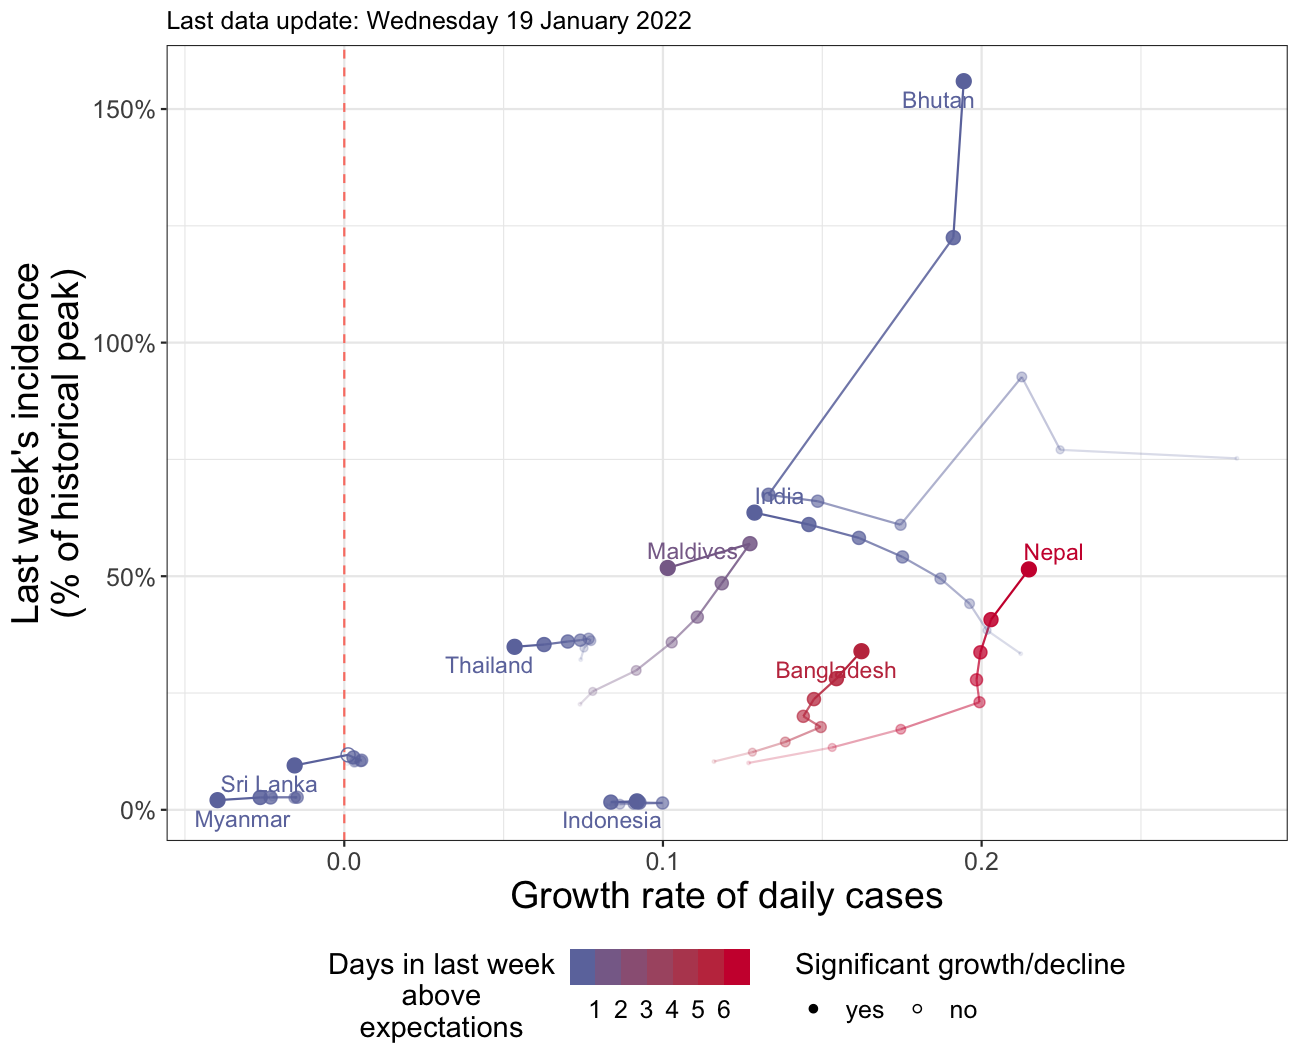 Last data update: Wednesday 19 January 2022
Last week's incidence
(% of historical peak)
150%
100%
50%
0%
Bhutan
India
Maldives
Nepal
Thailand
Bangladesh
Sri Lanka
Myanmar
Indonesia
0.0
0.1
0.2
Growth rate of daily cases
Days in last week
above
expectations
1 2 3 4 5 6
Significant growth/decline
yes no